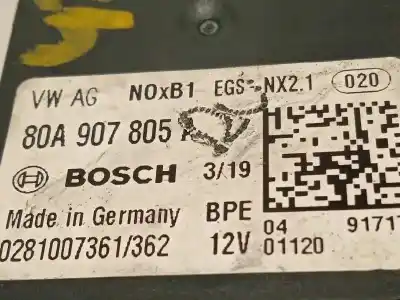 VW AG NOxB1 EGS-NX2.1 020
80A 907 805
BOSCH 3/19
Made in Germany BPE
0281007361/362 12V
04 9171
01120